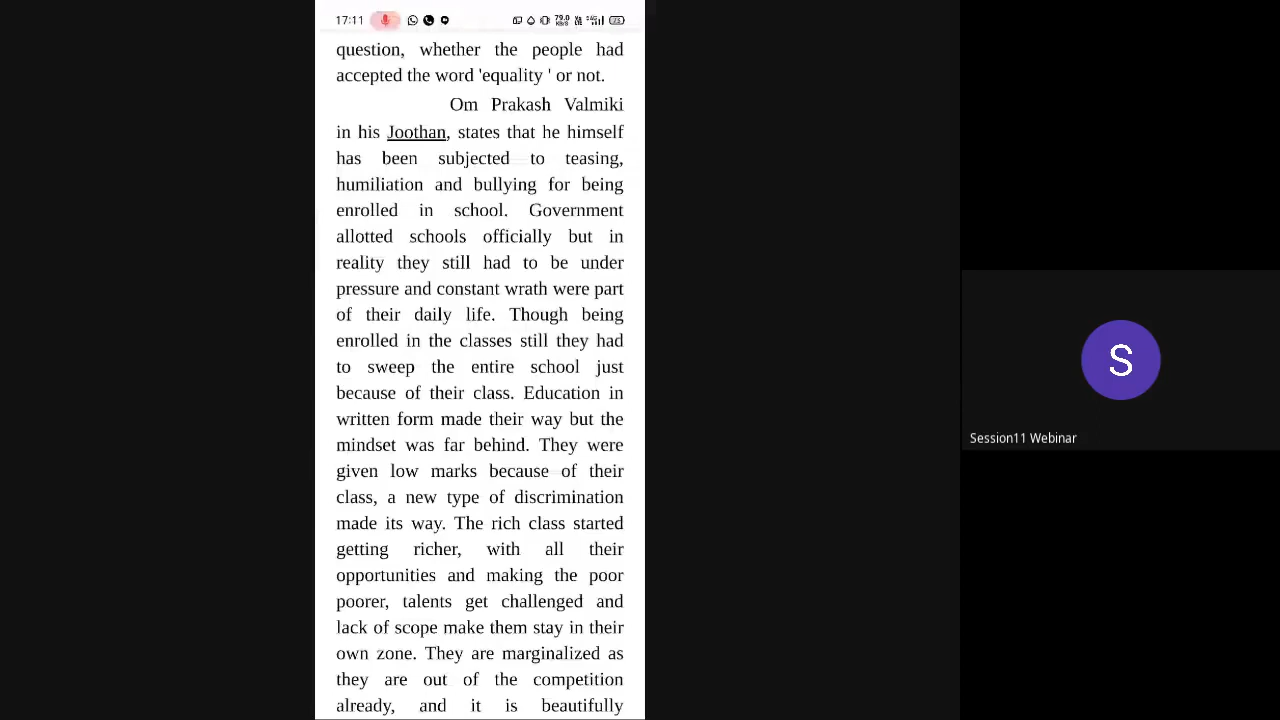 17:11
79.0
KB/S
75
question, whether the people had
accepted the word 'equality ' or not.
Om Prakash Valmiki
in his Joothan, states that he himself
has been subjected to teasing,
humiliation and bullying for being
enrolled in school. Government
allotted schools officially but in
reality they still had to be under
pressure and constant wrath were part
of their daily life. Though being
enrolled in the classes still they had
to sweep the entire school just
because of their class. Education in
written form made their way but the
mindset was far behind. They were
given low marks because of their
class, a new type of discrimination
made its way. The rich class started
getting richer, with all their
opportunities and making the poor
poorer, talents get challenged and
lack of scope make them stay in their
own zone. They are marginalized as
they are out of the competition
already, and it is beautifully
S
Session11 Webinar